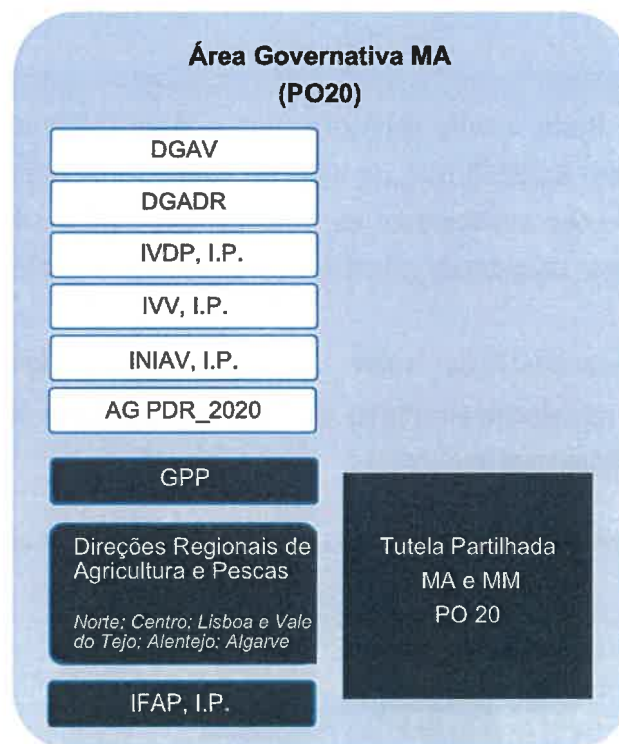 Área Governativa MA
(PO20)
DGAV
DGADR
IVDP, I.P.
IVV, I.P.
INIAV, I.P.
AG PDR_2020
GPP
Direções Regionais de
Agricultura e Pescas
Norte; Centro; Lisboa e Vale
do Tejo; Alentejo; Algarve
IFAP, I.P.
Tutela Partilhada
MA e MM
PO 20